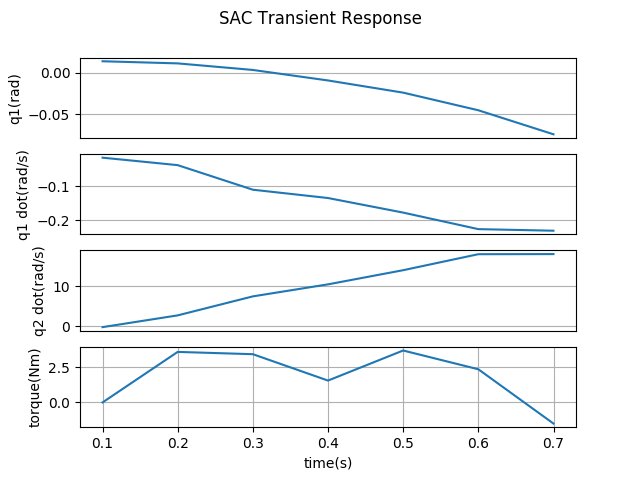 SAC Transient Response
q1(rad)
0.00
−0.05
q1 dot(rad/s)
−0.1
−0.2
q2 dot(rad/s)
10
0
torque(Nm)
2.5
0.0
0.1 0.2 0.3 0.4 0.5 0.6 0.7
time(s)